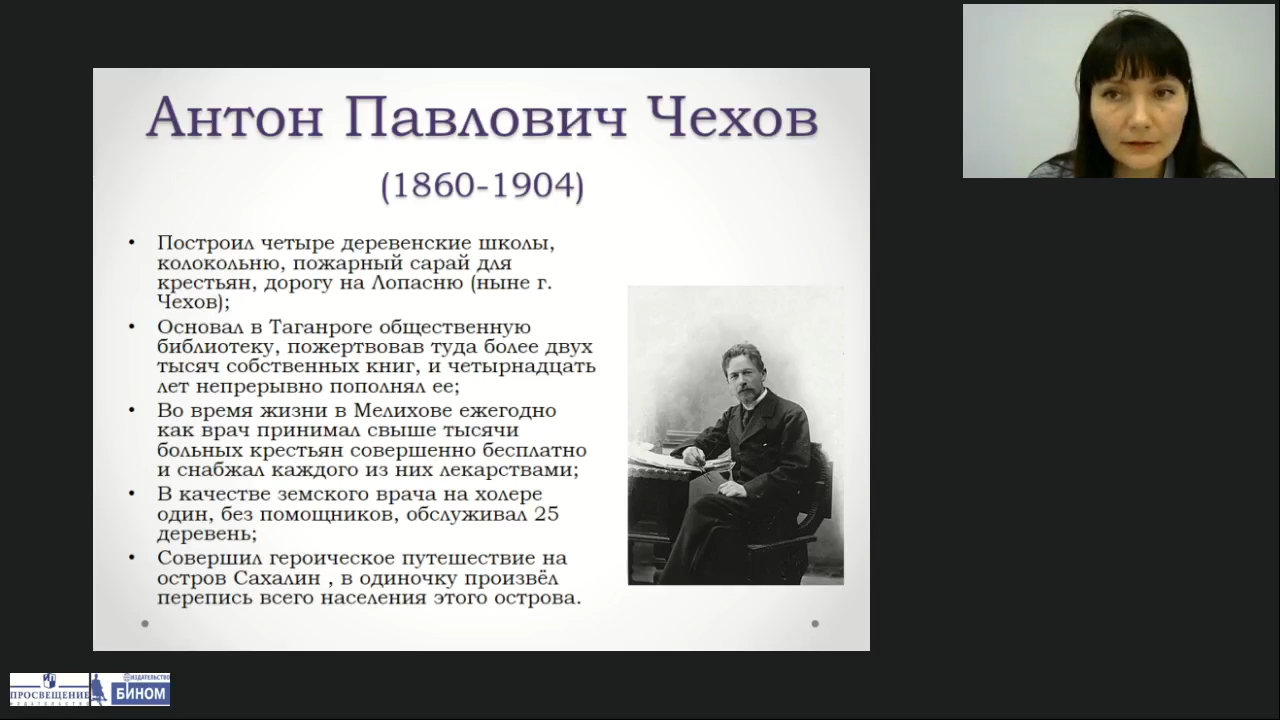 Антон Павлович Чехов
(1860-1904)
• Построил четыре деревенские школы,
колокольню, пожарный сарай для
крестьян, дорогу на Лопасню (ныне г.
Чехов);
• Основал в Таганроге общественную
библиотеку, пожертвовав туда более двух
тысяч собственных книг, и четырнадцать
лет непрерывно пополнял ее;
• Во время жизни в Мелихове ежегодно
как врач принимал свыше тысячи
больных крестьян совершенно бесплатно
и снабжал каждого из них лекарствами;
• В качестве земского врача на холере
один, без помощников, обслуживал 25
деревень;
• Совершил героическое путешествие на
остров Сахалин , в одиночку произвёл
перепись всего населения этого острова.
ПРОСВЕЩЕНИЕ
ИЗДАТЕЛЬСТВО
ИЗДАТЕЛЬСТВО
БИНОМ